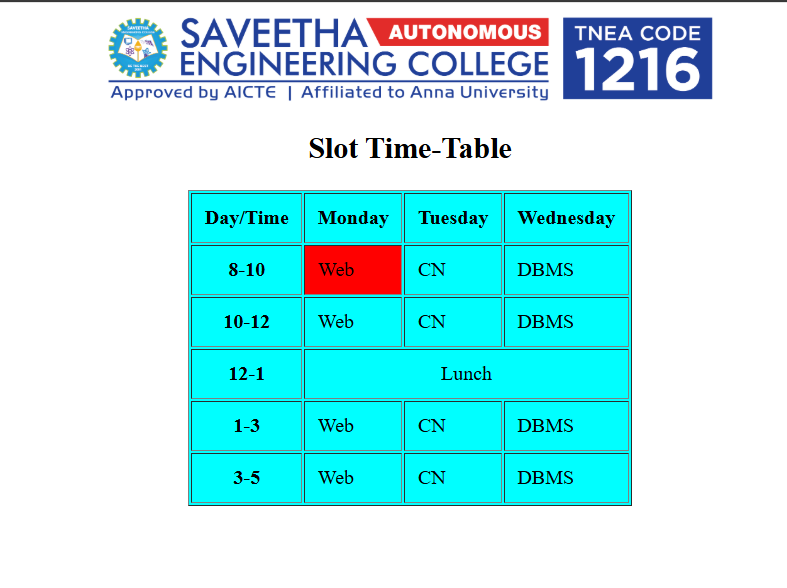 SAVEETHA AUTONOMOUS
ENGINEERING COLLEGE
Approved by AICTE | Affiliated to Anna University
TNEA CODE
1216
Slot Time-Table
Day/Time Monday Tuesday Wednesday
8-10 Web CN DBMS
10-12 Web CN DBMS
12-1 Lunch
1-3 Web CN DBMS
3-5 Web CN DBMS